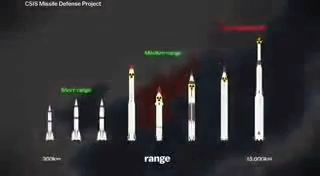 CSIS Missile Defense Project
Short range
Medium range
300km
range
15,000km